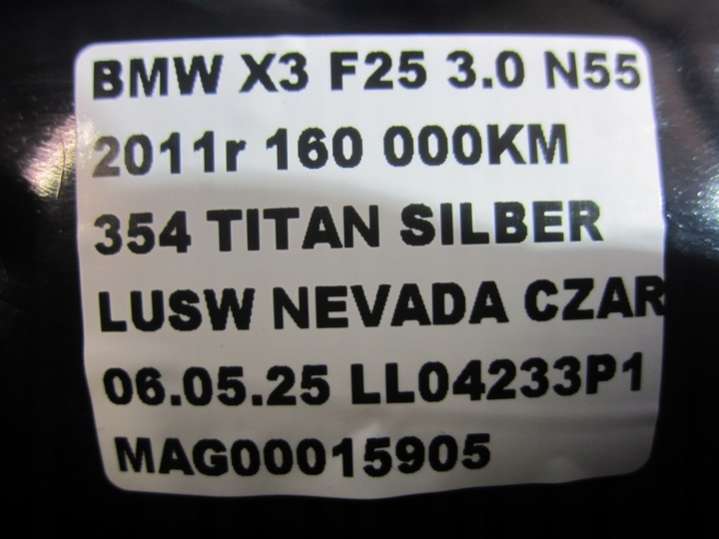 BMW X3 F25 3.0 N55
2011r 160 000KM
354 TITAN SILBER
LUSW NEVADA CZAR
06.05.25 LL04233P1
MAG00015905